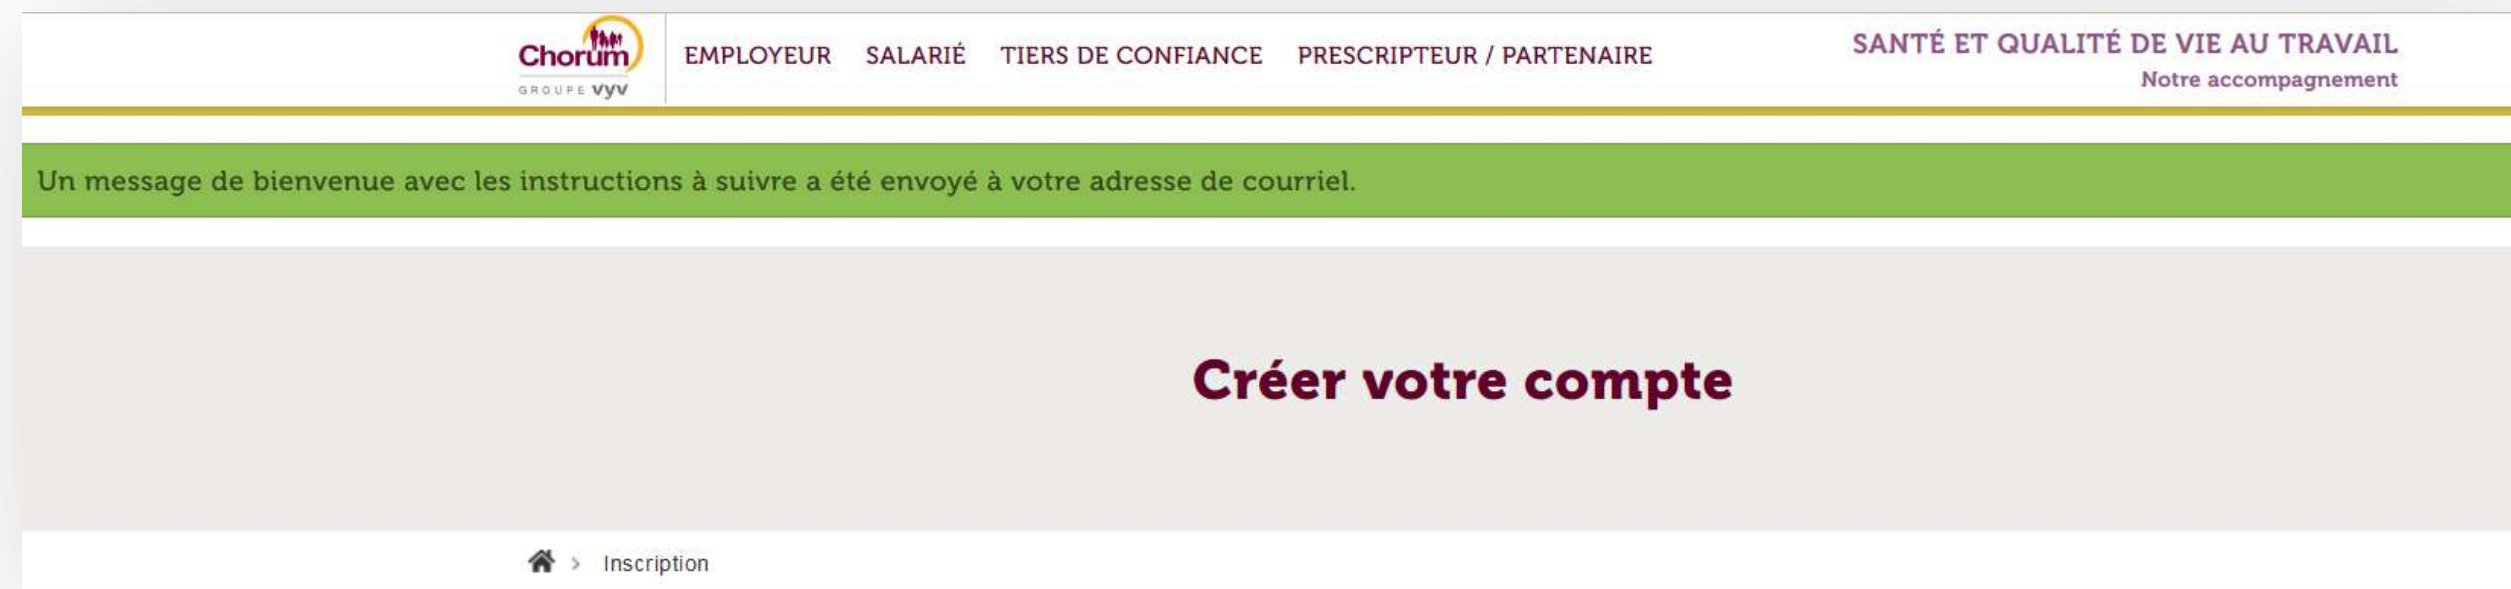 Chorum
GROUPE vyv
EMPLOYEUR SALARIÉ TIERS DE CONFIANCE PRESCRIPTEUR / PARTENAIRE
SANTÉ ET QUALITÉ DE VIE AU TRAVAIL
Notre accompagnement
Un message de bienvenue avec les instructions à suivre a été envoyé à votre adresse de courriel.
Créer votre compte
> Inscription